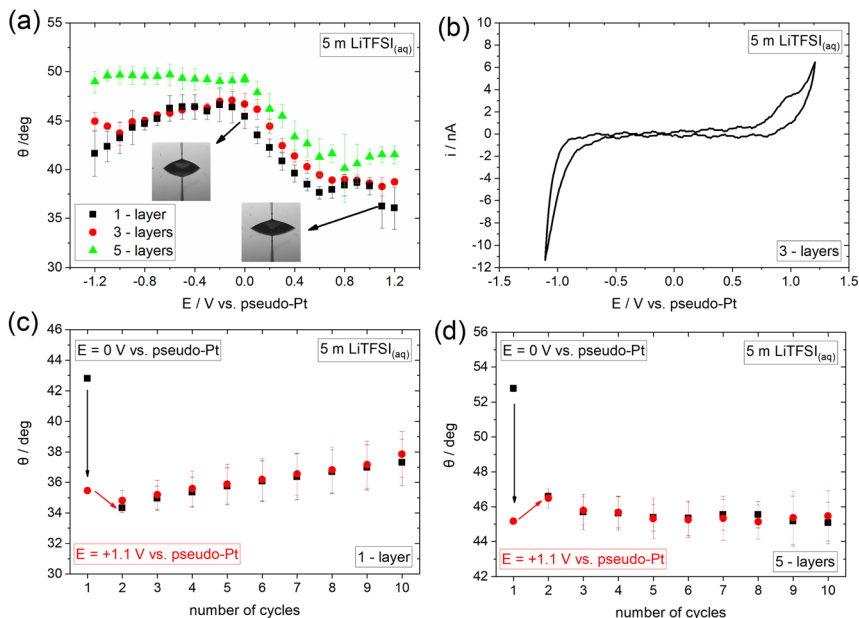 (a)
5 m LiTFSI(aq)
θ /deg
55
50
45
40
35
30
1 - layer
3 - layers
5 - layers
-1.2 -0.8 -0.4 0.0 0.4 0.8 1.2
E / V vs. pseudo-Pt
(b)
5 m LiTFSI(aq)
i / nA
10
8
6
4
2
0
-2
-4
-6
-8
-10
-12
3 - layers
-1.5 -1.0 -0.5 0.0 0.5 1.0 1.5
E / V vs. pseudo-Pt
(c)
E = 0 V vs. pseudo-Pt
5 m LiTFSI(aq)
θ / deg
46
44
42
40
38
36
34
32
30
E = +1.1 V vs. pseudo-Pt
1 - layer
1 2 3 4 5 6 7 8 9 10
number of cycles
(d)
E = 0 V vs. pseudo-Pt
5 m LiTFSI(aq)
θ / deg
56
54
52
50
48
46
44
42
E = +1.1 V vs. pseudo-Pt
5 - layers
1 2 3 4 5 6 7 8 9 10
number of cycles